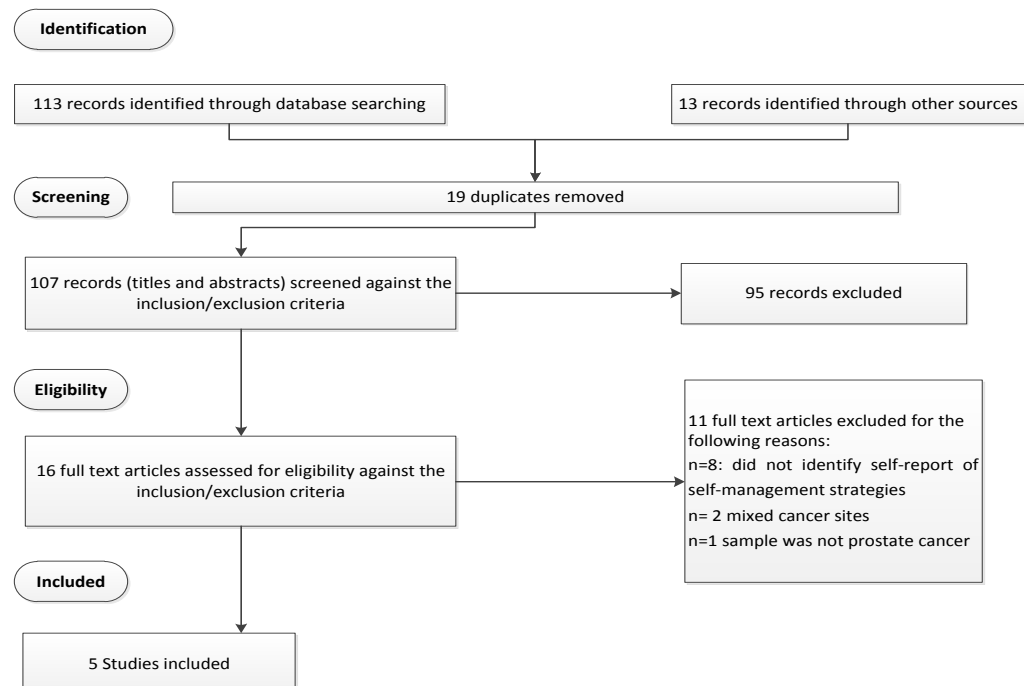 Identification
113 records identified through database searching
13 records identified through other sources
Screening
19 duplicates removed
107 records (titles and abstracts) screened against the
inclusion/exclusion criteria
95 records excluded
Eligibility
16 full text articles assessed for eligibility against the
inclusion/exclusion criteria
11 full text articles excluded for the
following reasons:
n=8: did not identify self-report of
self-management strategies
n= 2 mixed cancer sites
n=1 sample was not prostate cancer
Included
5 Studies included